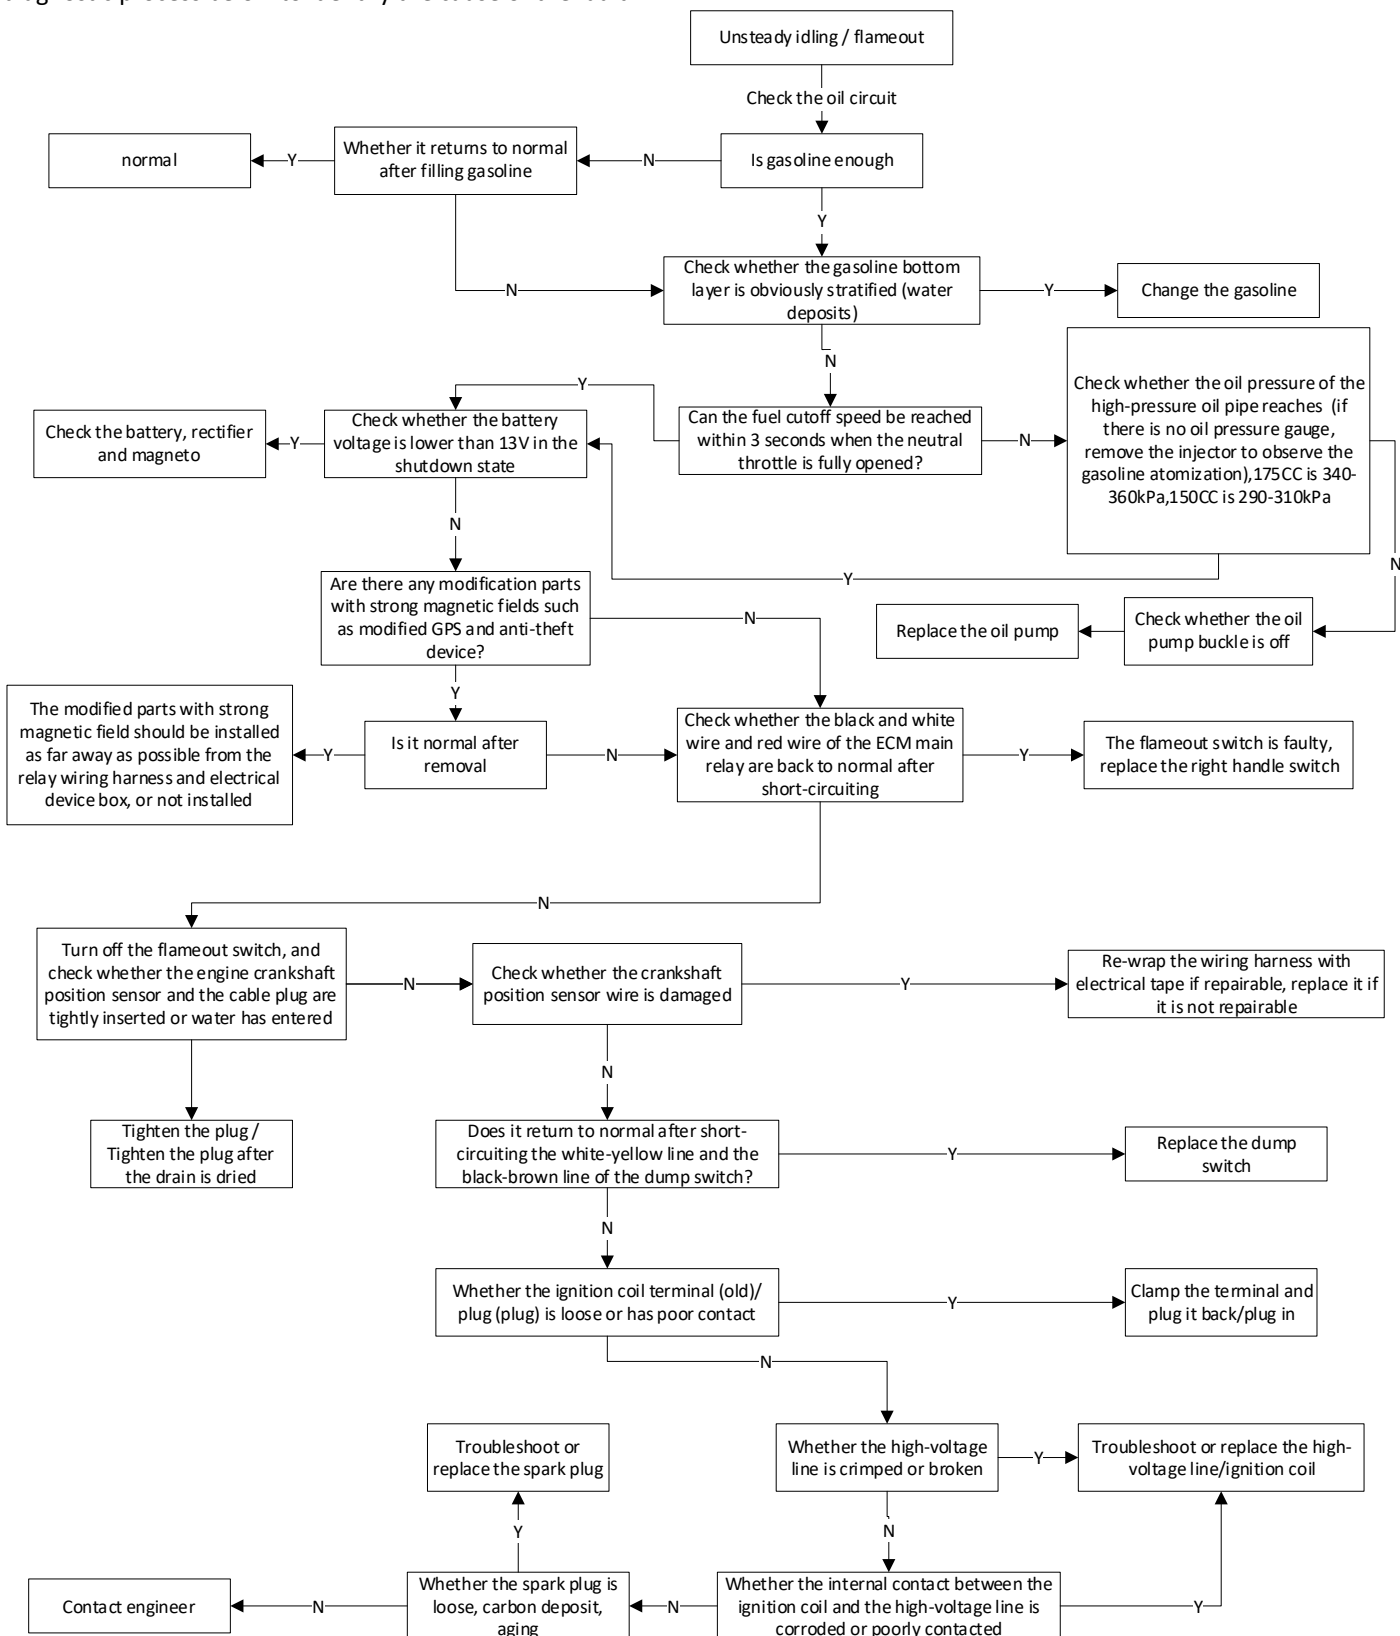 Unsteady idling / flameout
Check the oil circuit
normal
Y
Whether it returns to normal
after filling gasoline
N
Is gasoline enough
Y
N
Check whether the gasoline bottom
layer is obviously stratified (water
deposits)
Y
Change the gasoline
N
Y
Check the battery, rectifier
and magneto
Y
Check whether the battery
voltage is lower than 13V in the
shutdown state
Can the fuel cutoff speed be reached
within 3 seconds when the neutral
throttle is fully opened?
N
Check whether the oil pressure of the
high-pressure oil pipe reaches (if
there is no oil pressure gauge,
remove the injector to observe the
gasoline atomization),175CC is 340-
360kPa,150CC is 290-310kPa
N
N
Y
Are there any modification parts
with strong magnetic fields such
as modified GPS and anti-theft
device?
N
Replace the oil pump
Check whether the oil
pump buckle is off
Y
The modified parts with strong
magnetic field should be installed
as far away as possible from the
relay wiring harness and electrical
device box, or not installed
Y
Is it normal after
removal
N
Check whether the black and white
wire and red wire of the ECM main
relay are back to normal after
short-circuiting
Y
The flameout switch is faulty,
replace the right handle switch
N
Turn off the flameout switch, and
check whether the engine crankshaft
position sensor and the cable plug are
tightly inserted or water has entered
N
Check whether the crankshaft
position sensor wire is damaged
Y
Re-wrap the wiring harness with
electrical tape if repairable, replace it if
it is not repairable
N
Tighten the plug /
Tighten the plug after
the drain is dried
Does it return to normal after short-
circuiting the white-yellow line and the
black-brown line of the dump switch?
Y
Replace the dump
switch
N
Whether the ignition coil terminal (old)/
plug (plug) is loose or has poor contact
Y
Clamp the terminal and
plug it back/plug in
N
Troubleshoot or
replace the spark plug
Whether the high-voltage
line is crimped or broken
Y
Troubleshoot or replace the high-
voltage line/ignition coil
Y
N
Contact engineer
N
Whether the spark plug is
loose, carbon deposit,
aging
N
Whether the internal contact between the
ignition coil and the high-voltage line is
corroded or poorly contacted
Y